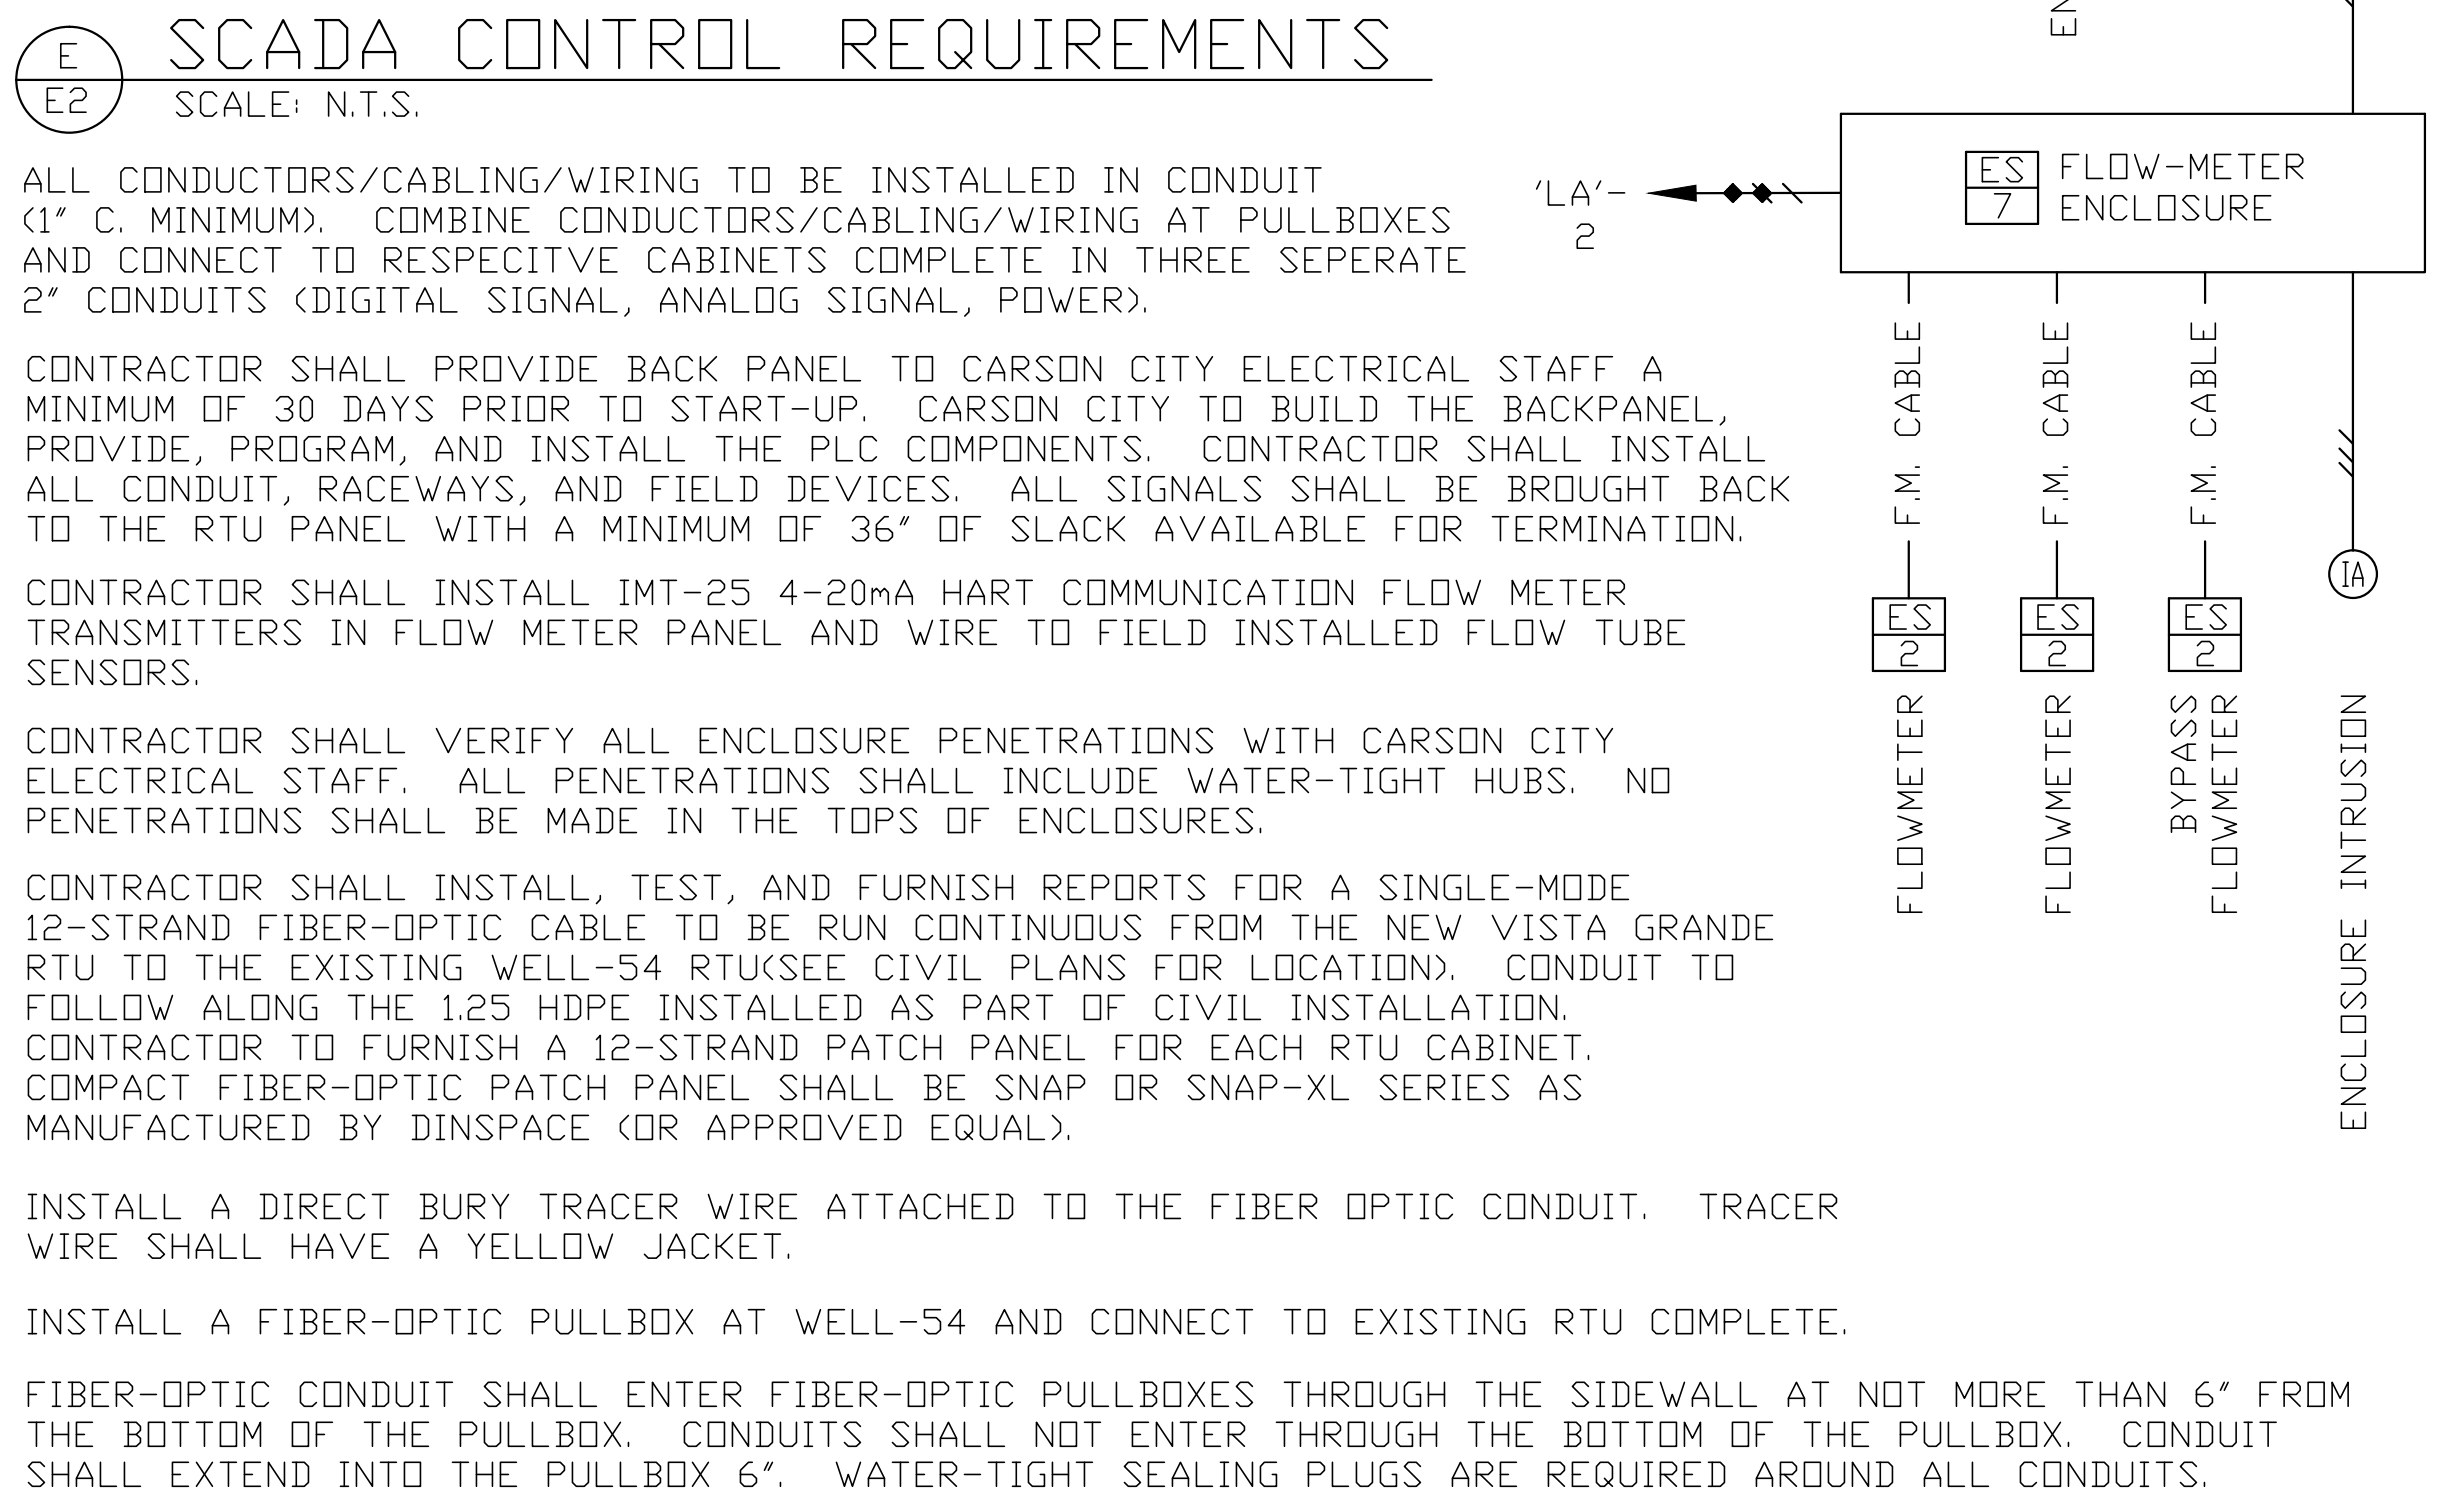 E
E2
SCADA CONTROL REQUIREMENTS
SCALE: N.T.S.
ALL CONDUCTORS/CABLING/WIRING TO BE INSTALLED IN CONDUIT
(1" C. MINIMUM).  COMBINE CONDUCTORS/CABLING/WIRING AT PULLBOXES
AND CONNECT TO RESPECITVE CABINETS COMPLETE IN THREE SEPERATE
2" CONDUITS (DIGITAL SIGNAL, ANALOG SIGNAL, POWER).
CONTRACTOR SHALL PROVIDE BACK PANEL TO CARSON CITY ELECTRICAL STAFF A
MINIMUM OF 30 DAYS PRIOR TO START-UP.  CARSON CITY TO BUILD THE BACKPANEL,
PROVIDE, PROGRAM, AND INSTALL THE PLC COMPONENTS.  CONTRACTOR SHALL INSTALL
ALL CONDUIT, RACEWAYS, AND FIELD DEVICES.  ALL SIGNALS SHALL BE BROUGHT BACK
TO THE RTU PANEL WITH A MINIMUM OF 36" OF SLACK AVAILABLE FOR TERMINATION.
CONTRACTOR SHALL INSTALL IMT-25 4-20mA HART COMMUNICATION FLOW METER
TRANSMITTERS IN FLOW METER PANEL AND WIRE TO FIELD INSTALLED FLOW TUBE
SENSORS.
CONTRACTOR SHALL VERIFY ALL ENCLOSURE PENETRATIONS WITH CARSON CITY
ELECTRICAL STAFF.  ALL PENETRATIONS SHALL INCLUDE WATER-TIGHT HUBS.  NO
PENETRATIONS SHALL BE MADE IN THE TOPS OF ENCLOSURES.
CONTRACTOR SHALL INSTALL, TEST, AND FURNISH REPORTS FOR A SINGLE-MODE
12-STRAND FIBER-OPTIC CABLE TO BE RUN CONTINUOUS FROM THE NEW VISTA GRANDE
RTU TO THE EXISTING WELL-54 RTU(SEE CIVIL PLANS FOR LOCATION).  CONDUIT TO
FOLLOW ALONG THE 1.25 HDPE INSTALLED AS PART OF CIVIL INSTALLATION.
CONTRACTOR TO FURNISH A 12-STRAND PATCH PANEL FOR EACH RTU CABINET.
COMPACT FIBER-OPTIC PATCH PANEL SHALL BE SNAP OR SNAP-XL SERIES AS
MANUFACTURED BY DINSPACE (OR APPROVED EQUAL).
INSTALL A DIRECT BURY TRACER WIRE ATTACHED TO THE FIBER OPTIC CONDUIT.  TRACER
WIRE SHALL HAVE A YELLOW JACKET.
INSTALL A FIBER-OPTIC PULLBOX AT WELL-54 AND CONNECT TO EXISTING RTU COMPLETE.
FIBER-OPTIC CONDUIT SHALL ENTER FIBER-OPTIC PULLBOXES THROUGH THE SIDEWALL AT NOT MORE THAN 6" FROM
THE BOTTOM OF THE PULLBOX.  CONDUITS SHALL NOT ENTER THROUGH THE BOTTOM OF THE PULLBOX.  CONDUIT
SHALL EXTEND INTO THE PULLBOX 6".  WATER-TIGHT SEALING PLUGS ARE REQUIRED AROUND ALL CONDUITS.
EN
'LA'-
2
ES
7
FLOW-METER
ENCLOSURE
F.M. CABLE
F.M. CABLE
F.M. CABLE
IA
ES
2
ES
2
ES
2
FLOWMETER
FLOWMETER
BYPASS
FLOWMETER
ENCLOSURE INTRUSION